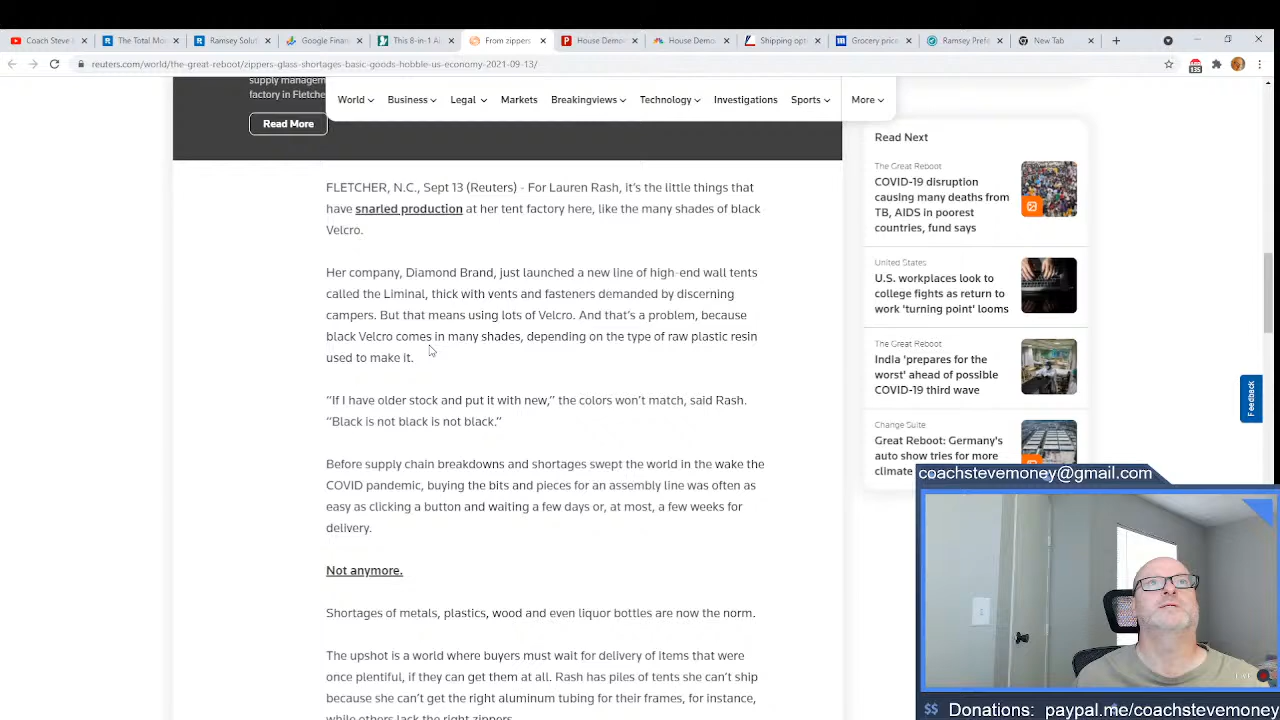 Coach Steve &
The Total Mo
Ramsey Solut
Google Finan
This 8-in-1 Ai
From zippers
House Demo
House Demo
Shipping opt
Grocery price
Ramsey Prefe
New Tab
reuters.com/world/the-great-reboot/zippers-glass-shortages-basic-goods-hobble-us-economy-2021-09-13/
135
supply managem
factory in Fletche
Read More
World
Business
Legal
Markets
Breakingviews
Technology
Investigations
Sports
More
FLETCHER, N.C., Sept 13 (Reuters) - For Lauren Rash, it's the little things that
have snarled production at her tent factory here, like the many shades of black
Velcro.
Her company, Diamond Brand, just launched a new line of high-end wall tents
called the Liminal, thick with vents and fasteners demanded by discerning
campers. But that means using lots of Velcro. And that's a problem, because
black Velcro comes in many shades, depending on the type of raw plastic resin
used to make it.
“If I have older stock and put it with new,” the colors won't match, said Rash.
“Black is not black is not black.”
Before supply chain breakdowns and shortages swept the world in the wake the
COVID pandemic, buying the bits and pieces for an assembly line was often as
easy as clicking a button and waiting a few days or, at most, a few weeks for
delivery.
Not anymore.
Shortages of metals, plastics, wood and even liquor bottles are now the norm.
The upshot is a world where buyers must wait for delivery of items that were
once plentiful, if they can get them at all. Rash has piles of tents she can't ship
because she can't get the right aluminum tubing for their frames, for instance,
while others lack the right zippers.
Read Next
The Great Reboot
COVID-19 disruption
causing many deaths from
TB, AIDS in poorest
countries, fund says
United States
U.S. workplaces look to
college fights as return to
work 'turning point' looms
The Great Reboot
India 'prepares for the
worst' ahead of possible
COVID-19 third wave
Change Suite
Great Reboot: Germany's
auto show tries for more
climate
Feedback
coachstevemoney@gmail.com
$$ Donations: paypal.me/coachstevemoney